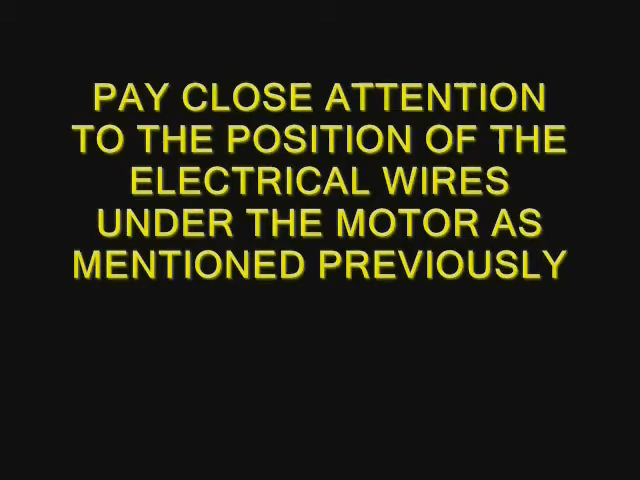 PAY CLOSE ATTENTION
TO THE POSITION OF THE
ELECTRICAL WIRES
UNDER THE MOTOR AS
MENTIONED PREVIOUSLY